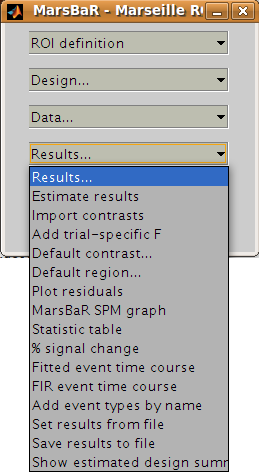 MarsBaR - Marseille R
ROI definition
Design...
Data...
Results...
Results...
Estimate results
Import contrasts
Add trial-specific F
Default contrast...
Default region...
Plot residuals
MarsBaR SPM graph
Statistic table
% signal change
Fitted event time course
FIR event time course
Add event types by name
Set results from file
Save results to file
Show estimated design sum